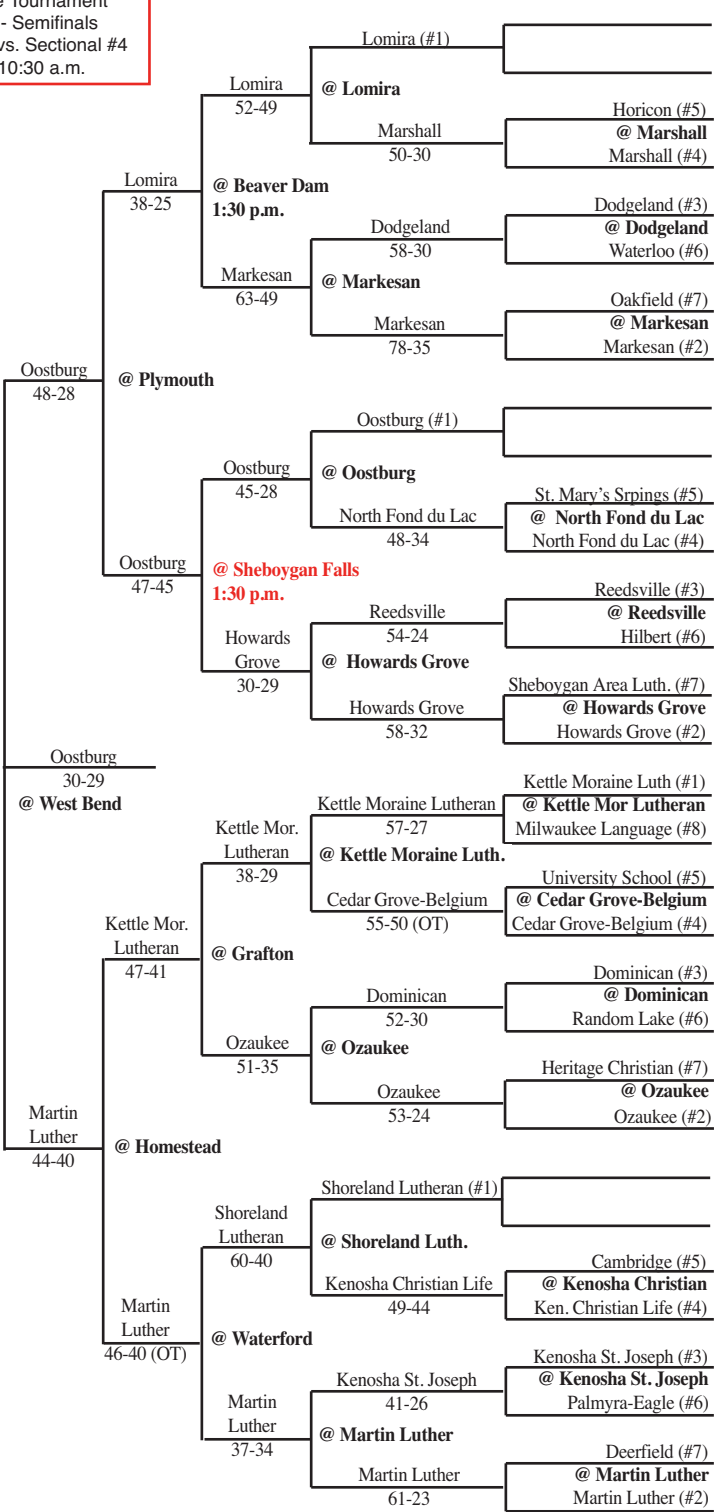 e Tournament
- Semifinals
vs. Sectional #4
10:30 a.m.
Lomira (#1)
Lomira
52-49
@ Lomira
Horicon (#5)
@ Marshall
Marshall (#4)
Marshall
50-30
Lomira
38-25
@ Beaver Dam
1:30 p.m.
Dodgeland (#3)
@ Dodgeland
Waterloo (#6)
Dodgeland
58-30
Markesan
63-49
@ Markesan
Oakfield (#7)
@ Markesan
Markesan (#2)
Markesan
78-35
Oostburg
48-28
@ Plymouth
Oostburg (#1)
Oostburg
45-28
@ Oostburg
St. Mary's Srpings (#5)
@ North Fond du Lac
North Fond du Lac (#4)
North Fond du Lac
48-34
Oostburg
47-45
@ Sheboygan Falls
1:30 p.m.
Reedsville (#3)
@ Reedsville
Hilbert (#6)
Reedsville
54-24
Howards
Grove
30-29
@ Howards Grove
Sheboygan Area Luth. (#7)
@ Howards Grove
Howards Grove (#2)
Howards Grove
58-32
Oostburg
30-29
@ West Bend
Kettle Moraine Luth (#1)
@ Kettle Mor Lutheran
Milwaukee Language (#8)
Kettle Moraine Lutheran
57-27
Kettle Mor.
Lutheran
38-29
@ Kettle Moraine Luth.
University School (#5)
@ Cedar Grove-Belgium
Cedar Grove-Belgium (#4)
Cedar Grove-Belgium
55-50 (OT)
Kettle Mor.
Lutheran
47-41
@ Grafton
Dominican (#3)
@ Dominican
Random Lake (#6)
Dominican
52-30
Ozaukee
51-35
@ Ozaukee
Heritage Christian (#7)
@ Ozaukee
Ozaukee (#2)
Ozaukee
53-24
Martin
Luther
44-40
@ Homestead
Shoreland Lutheran (#1)
Shoreland
Lutheran
60-40
@ Shoreland Luth.
Cambridge (#5)
@ Kenosha Christian
Ken. Christian Life (#4)
Kenosha Christian Life
49-44
Martin
Luther
46-40 (OT)
@ Waterford
Kenosha St. Joseph (#3)
@ Kenosha St. Joseph
Palmyra-Eagle (#6)
Kenosha St. Joseph
41-26
Martin
Luther
37-34
@ Martin Luther
Deerfield (#7)
@ Martin Luther
Martin Luther (#2)
Martin Luther
61-23